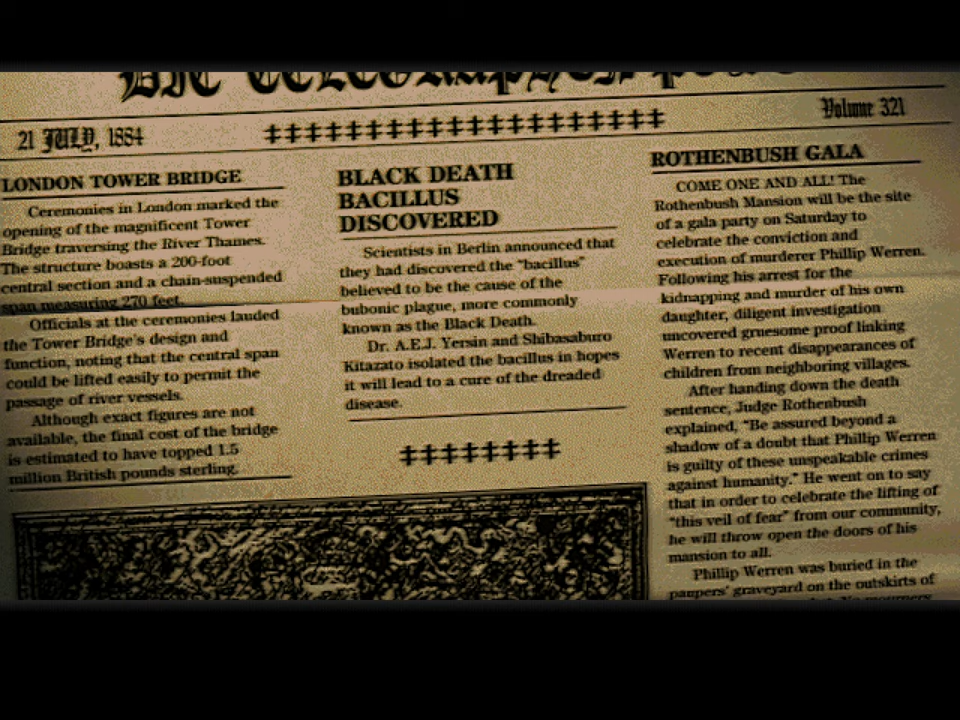 21 JULY, 1884
Volume 321
LONDON TOWER BRIDGE
Ceremonies in London marked the
opening of the magnificent Tower
Bridge traversing the River Thames.
The structure boasts a 200-foot
central section and a chain-suspended
span measuring 270 feet.
Officials at the ceremonies lauded
the Tower Bridge's design and
function, noting that the central span
could be lifted easily to permit the
passage of river vessels.
Although exact figures are not
available, the final cost of the bridge
is estimated to have topped 1.5
million British pounds sterling.
BLACK DEATH
BACILLUS
DISCOVERED
Scientists in Berlin announced that
they had discovered the "bacillus"
believed to be the cause of the
bubonic plague, more commonly
known as the Black Death.
Dr. A.E.J. Yersin and Shibasaburo
Kitazato isolated the bacillus in hopes
it will lead to a cure of the dreaded
disease.
ROTHENBUSH GALA
COME ONE AND ALL! The
Rothenbush Mansion will be the site
of a gala party on Saturday to
celebrate the conviction and
execution of murderer Phillip Werren.
Following his arrest for the
kidnapping and murder of his own
daughter, diligent investigation
uncovered gruesome proof linking
Werren to recent disappearances of
children from neighboring villages.
After handing down the death
sentence, Judge Rothenbush
explained, "Be assured beyond a
shadow of a doubt that Phillip Werren
is guilty of these unspeakable crimes
against humanity." He went on to say
that in order to celebrate the lifting of
"this veil of fear" from our community,
he will throw open the doors of his
mansion to all.
Phillip Werren was buried in the
paupers' graveyard on the outskirts of